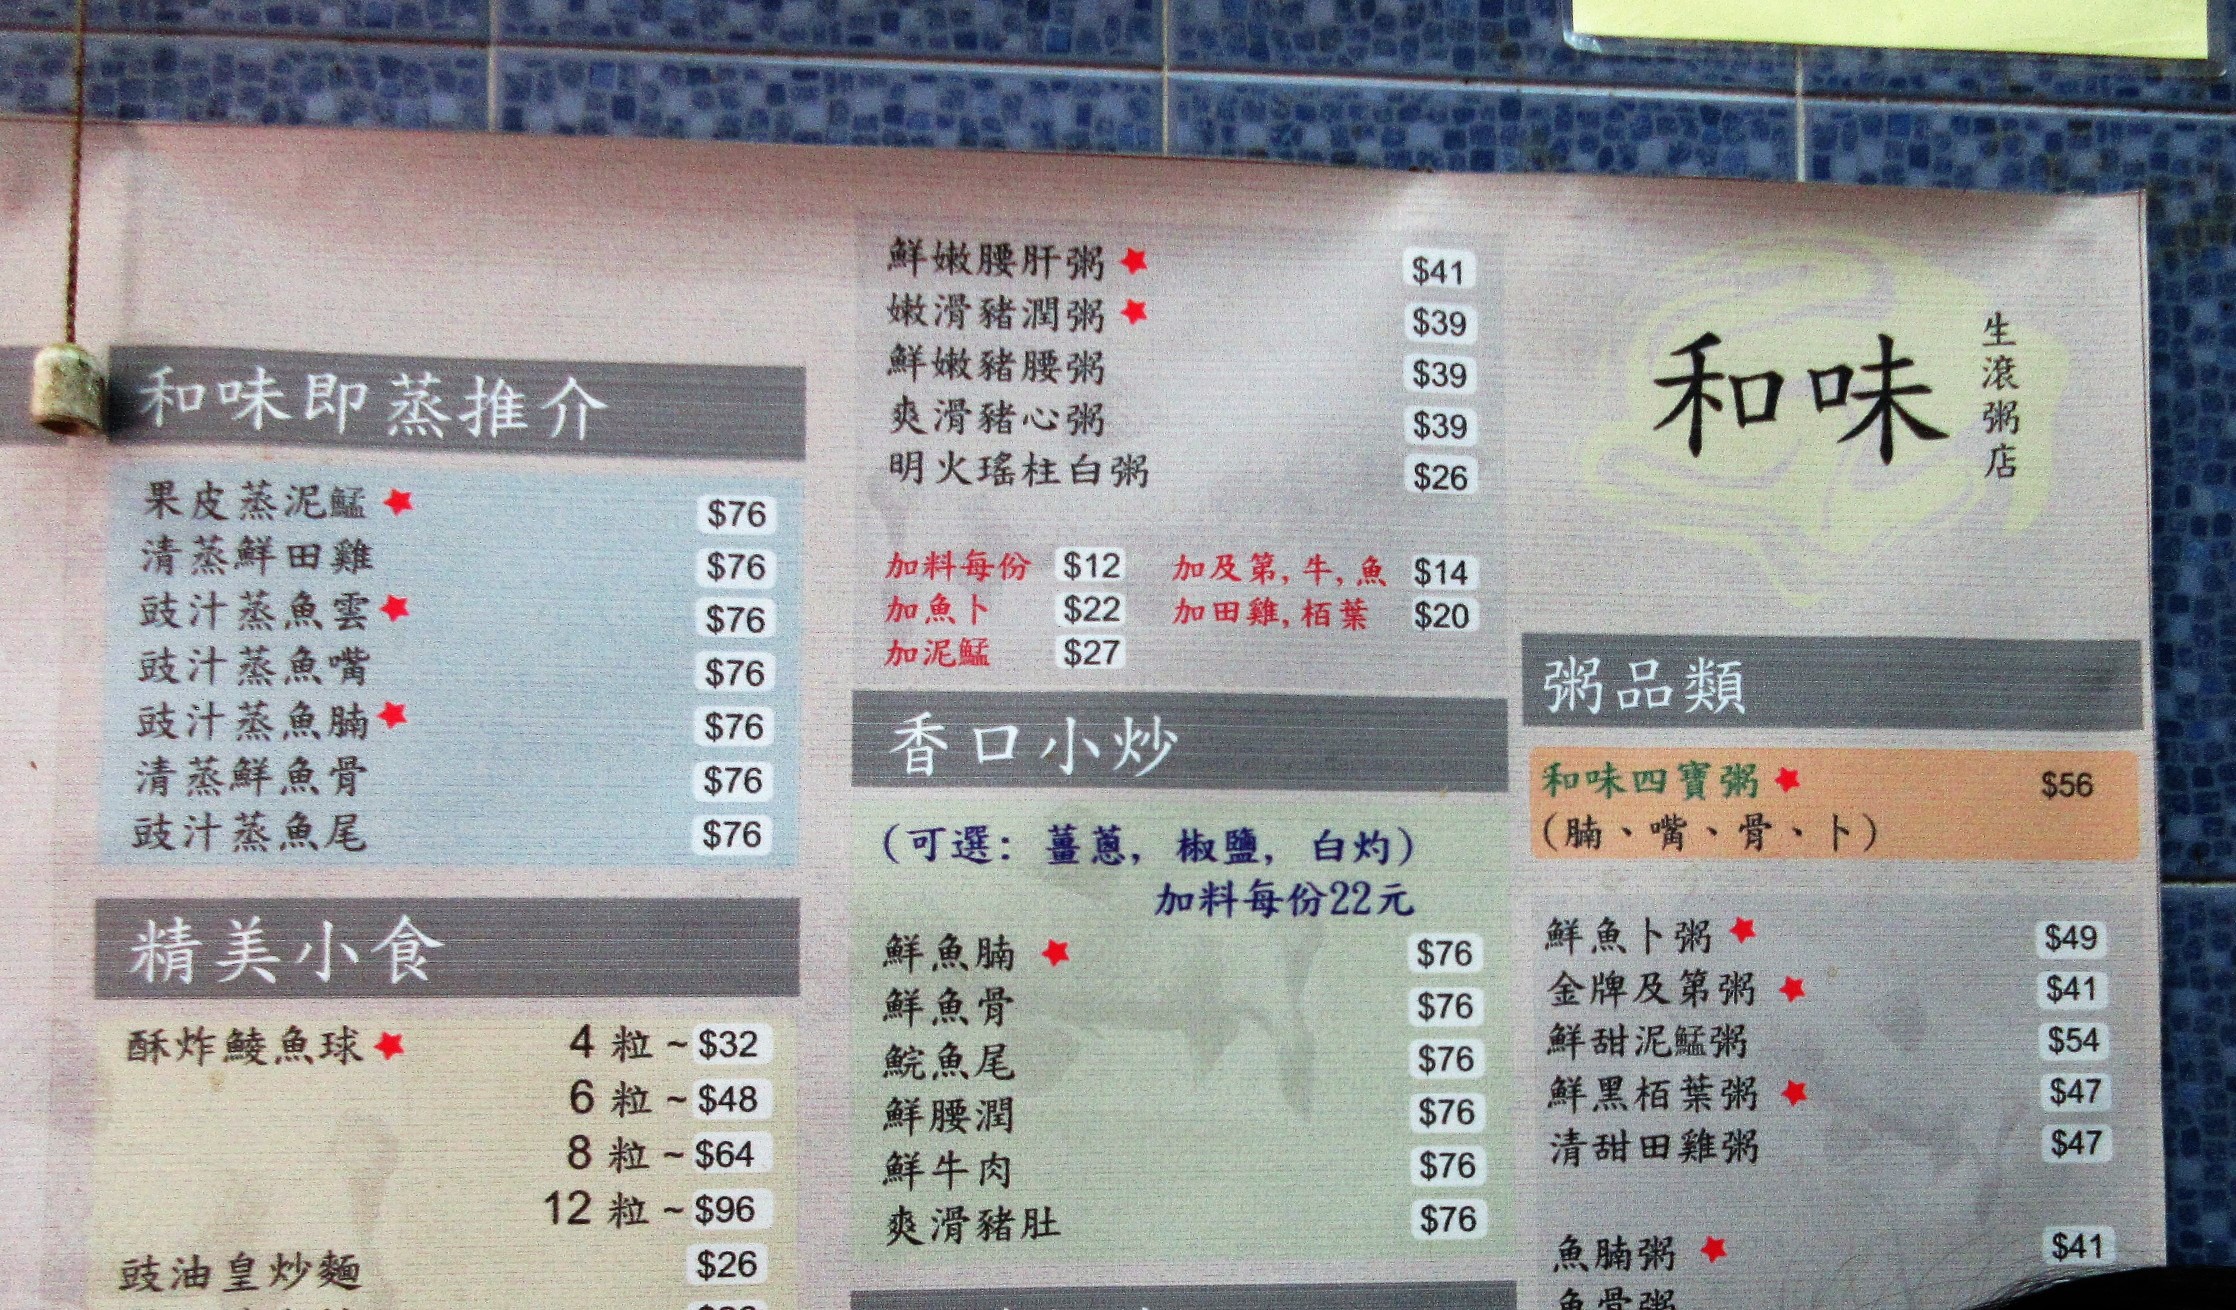 和味即蒸推介
果皮蒸泥鯭 $76
清蒸鮮田雞 $76
豉汁蒸魚雲 $76
豉汁蒸魚嘴 $76
豉汁蒸魚腩 $76
清蒸鮮魚骨 $76
豉汁蒸魚尾 $76
精美小食
酥炸鯪魚球 4 粒 ~ $32
6 粒 ~ $48
8 粒 ~ $64
12 粒 ~ $96
豉油皇炒麵 $26
鮮嫩腰肝粥 $41
嫩滑豬潤粥 $39
鮮嫩豬腰粥 $39
爽滑豬心粥 $39
明火瑤柱白粥 $26
加料每份 $12 加及第, 牛, 魚 $14
加魚卜 $22 加田雞, 栢葉 $20
加泥鯭 $27
香口小炒
(可選: 薑蔥, 椒鹽, 白灼)
加料每份22元
鮮魚腩 $76
鮮魚骨 $76
鯇魚尾 $76
鮮腰潤 $76
鮮牛肉 $76
爽滑豬肚 $76
和味
生滾粥店
粥品類
和味四寶粥 $56
(腩、嘴、骨、卜)
鮮魚卜粥 $49
金牌及第粥 $41
鮮甜泥鯭粥 $54
鮮黑栢葉粥 $47
清甜田雞粥 $47
魚腩粥 $41
魚骨粥